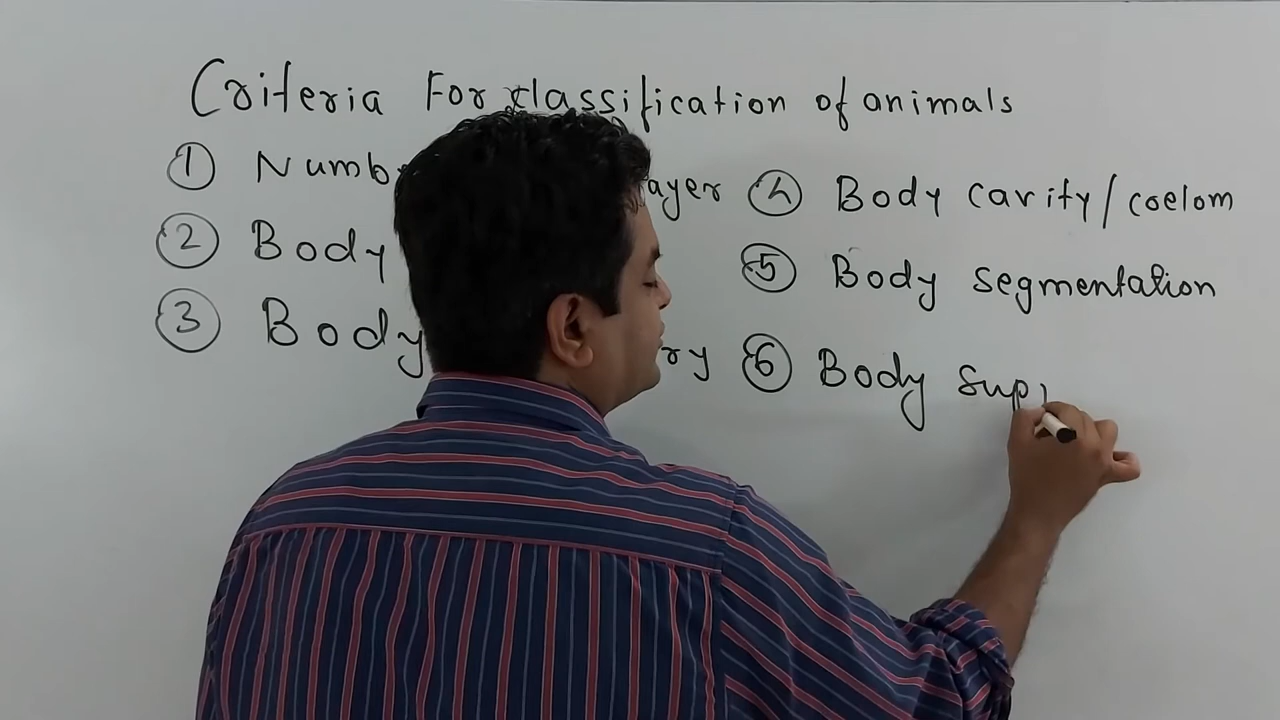 Criteria For classification of animals
① Numb ayer
② Body
③ Body ry
④ Body cavity/coelom
⑤ Body segmentation
⑥ Body Sup